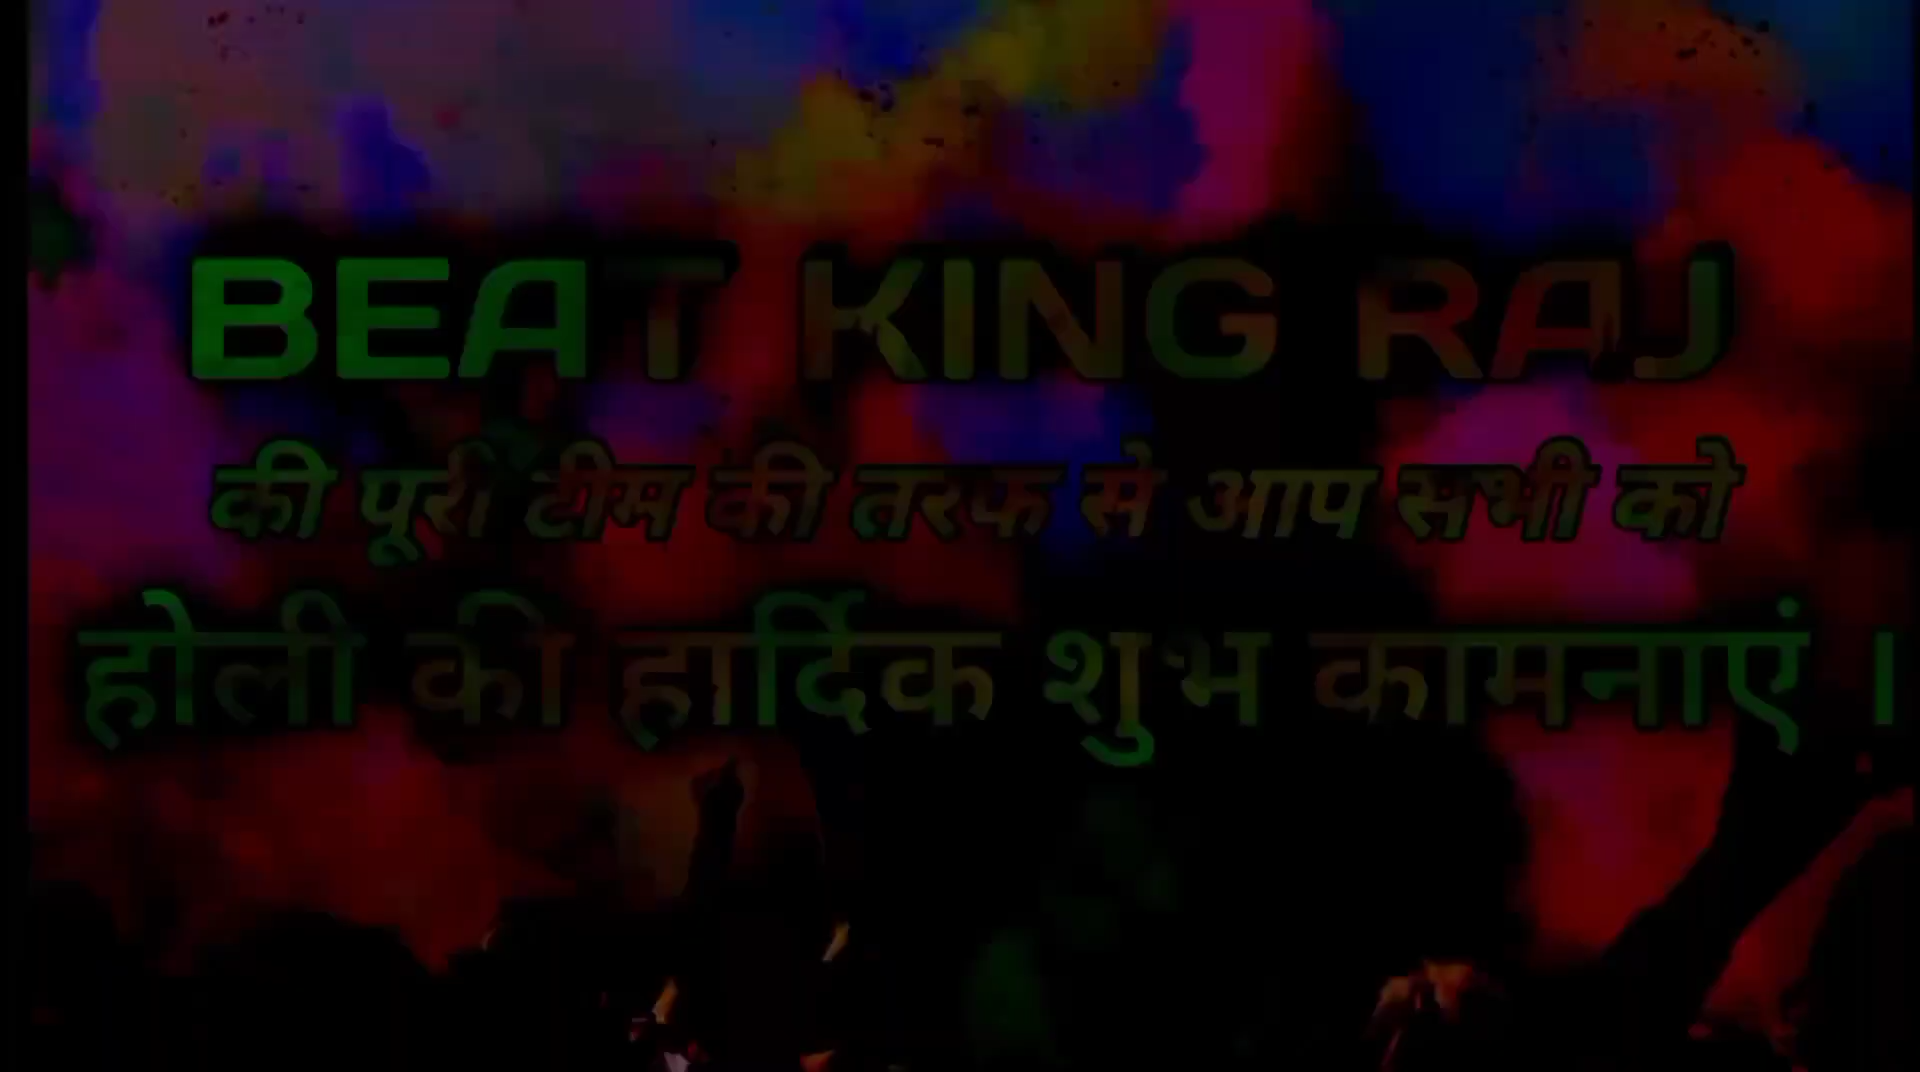 BEAT KING RAJ
की पूरी टीम की तरफ से आप सभी को
होली की हार्दिक शुभ कामनाएं ।